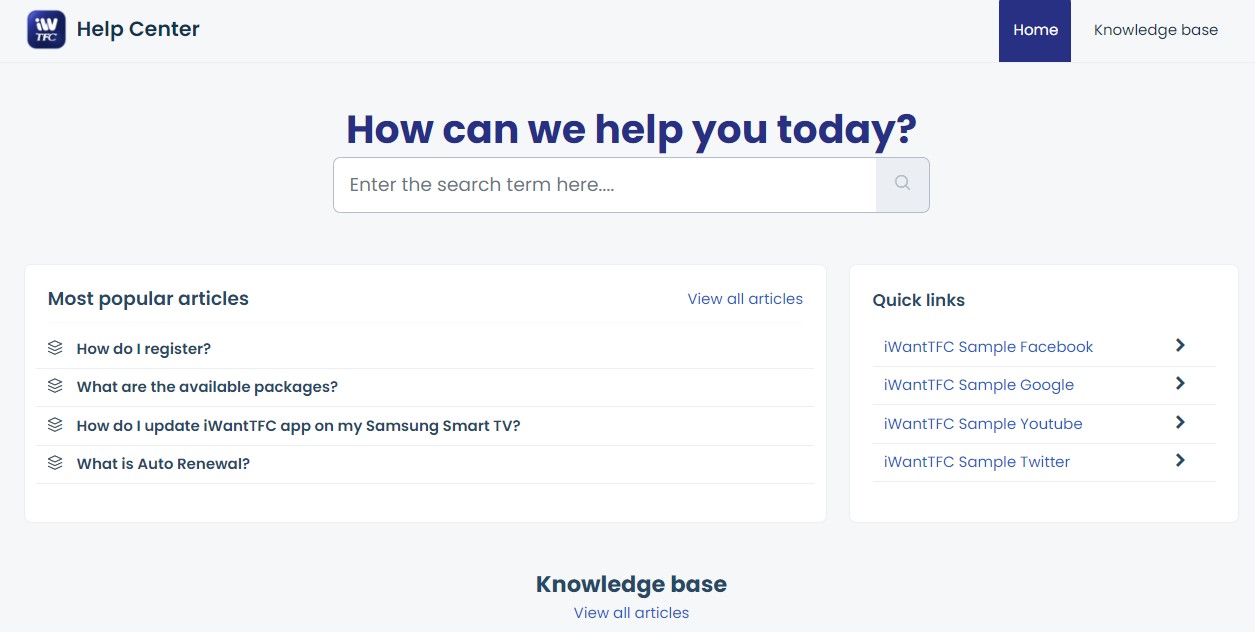 iW
TFC
Help Center
Home
Knowledge base
How can we help you today?
Enter the search term here....
Most popular articles
View all articles
How do I register?
What are the available packages?
How do I update iWantTFC app on my Samsung Smart TV?
What is Auto Renewal?
Quick links
iWantTFC Sample Facebook
iWantTFC Sample Google
iWantTFC Sample Youtube
iWantTFC Sample Twitter
Knowledge base
View all articles